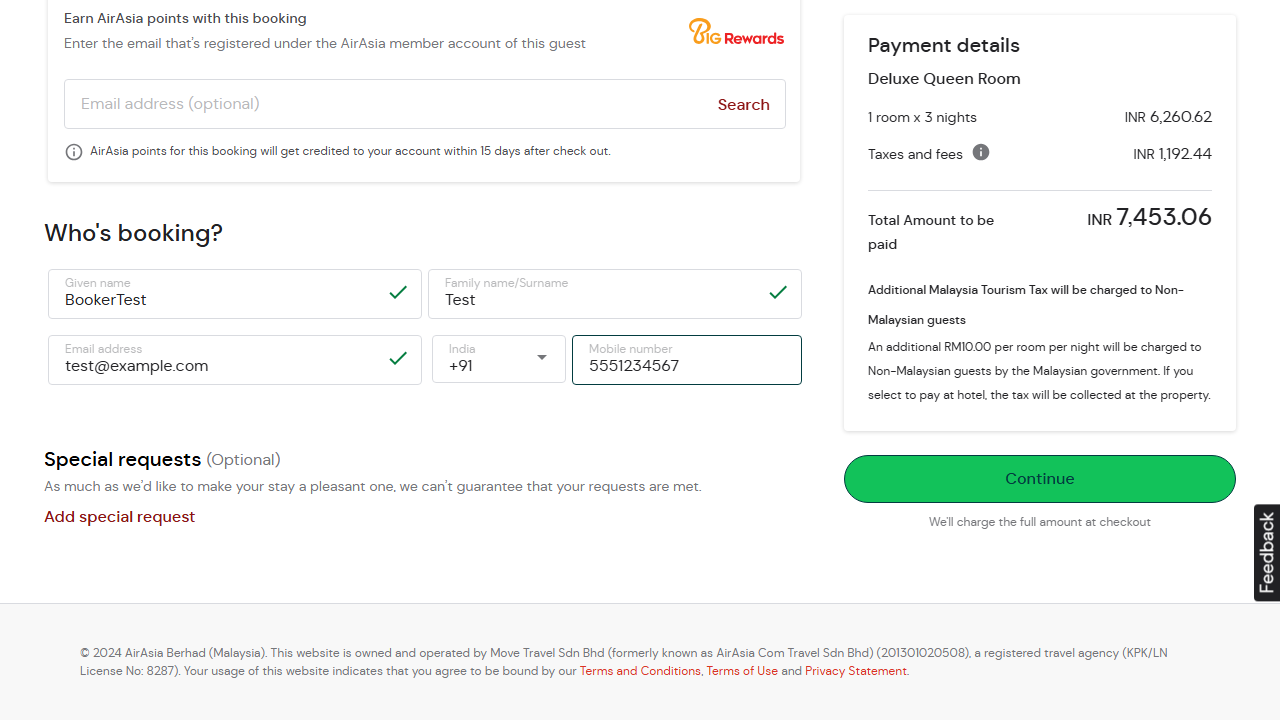 Earn AirAsia points with this booking
Enter the email that's registered under the AirAsia member account of this guest
BIG Rewards
Email address (optional)
Search
AirAsia points for this booking will get credited to your account within 15 days after check out.
Who's booking?
Given name
BookerTest
Family name/Surname
Test
Email address
test@example.com
India
+91
Mobile number
5551234567
Special requests (Optional)
As much as we'd like to make your stay a pleasant one, we can't guarantee that your requests are met.
Add special request
Payment details
Deluxe Queen Room
1 room x 3 nights INR 6,260.62
Taxes and fees INR 1,192.44
Total Amount to be INR 7,453.06
paid
Additional Malaysia Tourism Tax will be charged to Non-
Malaysian guests
An additional RM10.00 per room per night will be charged to
Non-Malaysian guests by the Malaysian government. If you
select to pay at hotel, the tax will be collected at the property.
Continue
We'll charge the full amount at checkout
Feedback
© 2024 AirAsia Berhad (Malaysia). This website is owned and operated by Move Travel Sdn Bhd (formerly known as AirAsia Com Travel Sdn Bhd) (201301020508), a registered travel agency (KPK/LN
License No: 8287). Your usage of this website indicates that you agree to be bound by our Terms and Conditions, Terms of Use and Privacy Statement.